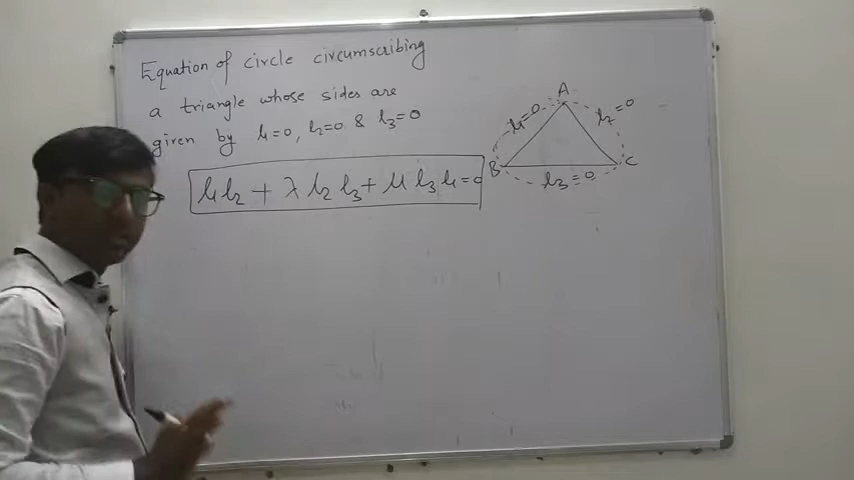 Equation of circle circumscribing
a triangle whose sides are
given by l₁=0, l₂=0 & l₃=0
l₁l₂ + λ l₂l₃ + μ l₃l₁ = 0
A
l₁=0
l₂=0
B
C
l₃=0